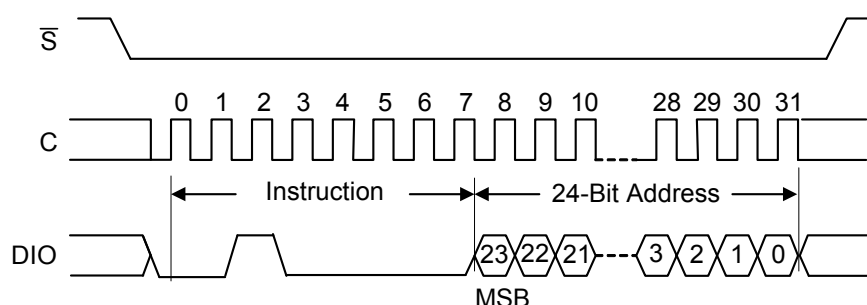 S̅
0 1 2 3 4 5 6 7 8 9 10 28 29 30 31
C
Instruction 24-Bit Address
DIO 23 22 21 3 2 1 0
MSB